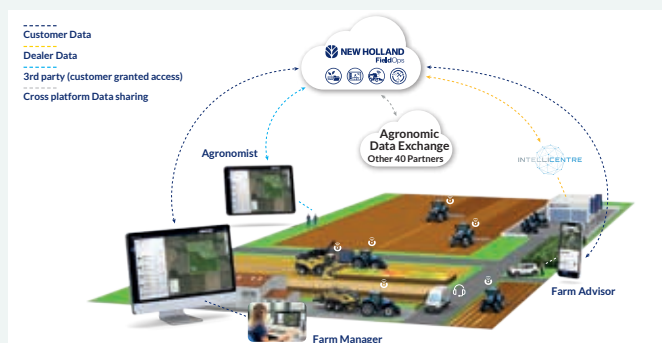 Customer Data
Dealer Data
3rd party (customer granted access)
Cross platform Data sharing
NEW HOLLAND
FieldOps
Agronomic
Data Exchange
Other 40 Partners
Agronomist
INTELLICENTRE
Farm Advisor
Farm Manager